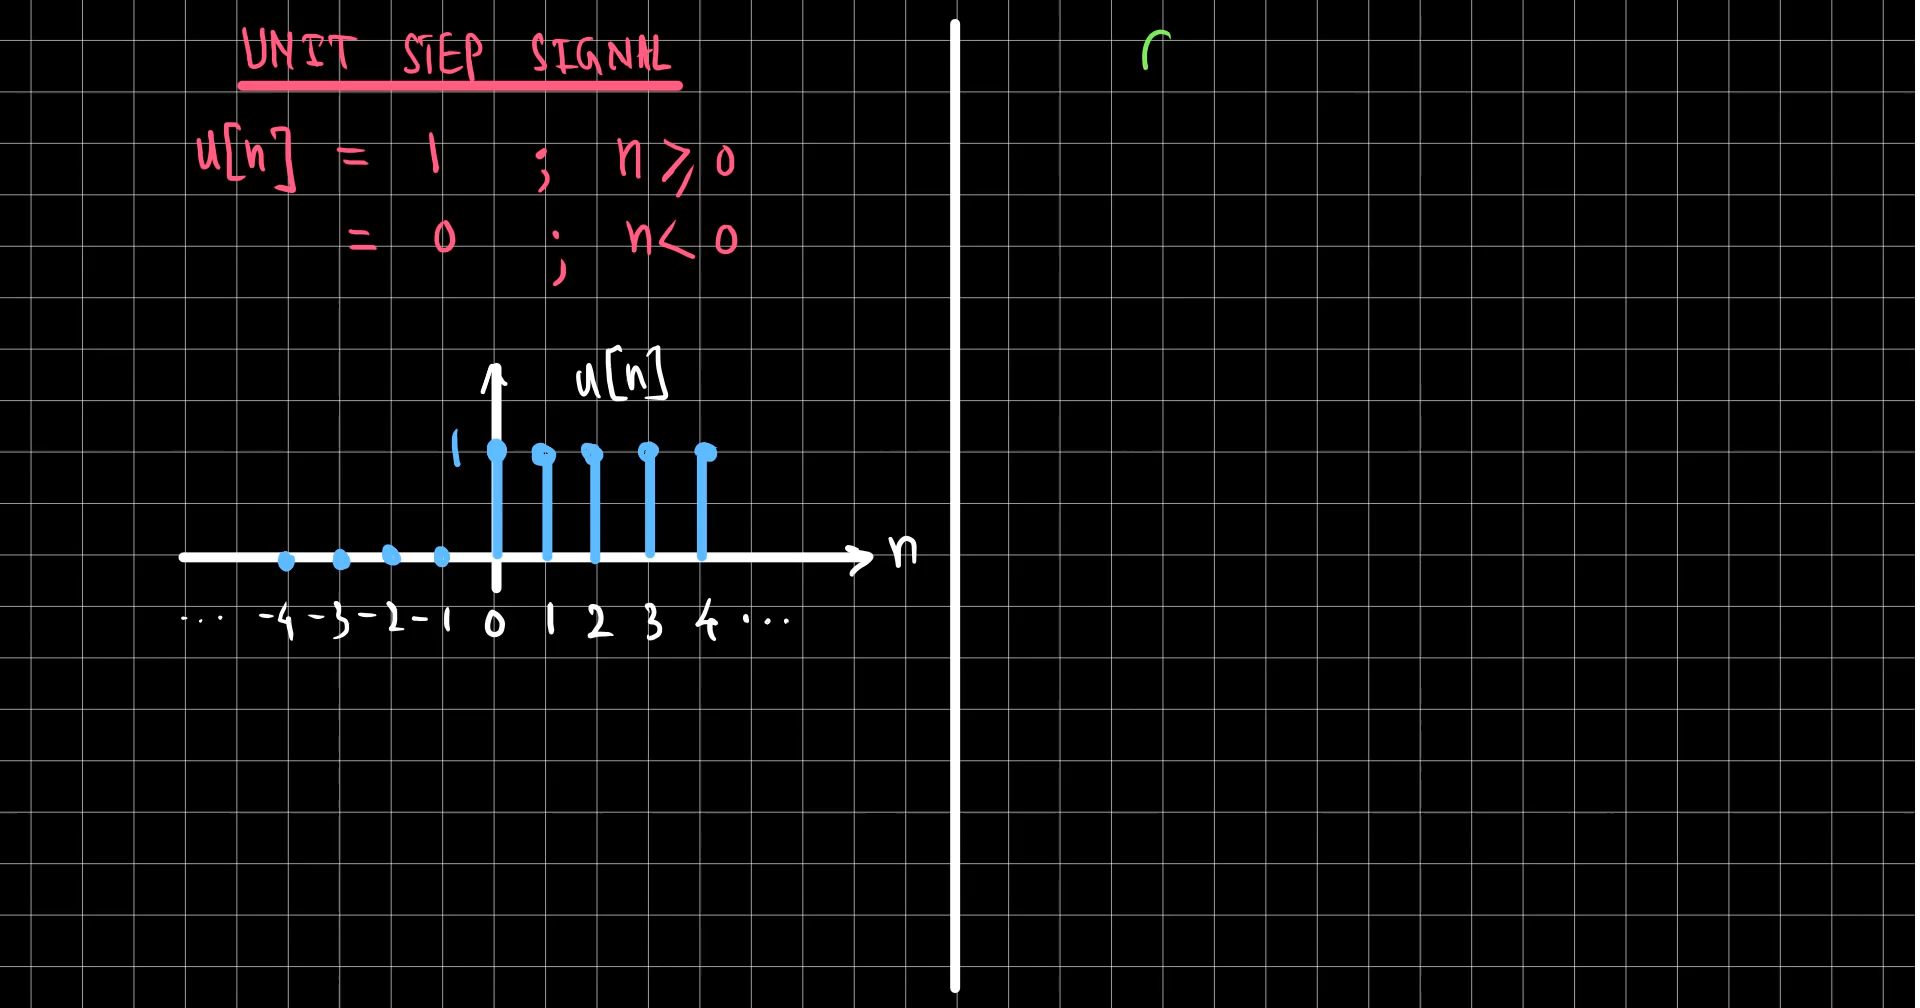 UNIT STEP SIGNAL
u[n] = 1 ; n ⩾ 0
= 0 ; n < 0
u[n]
1
n
... -4 -3 -2 -1 0 1 2 3 4 ...